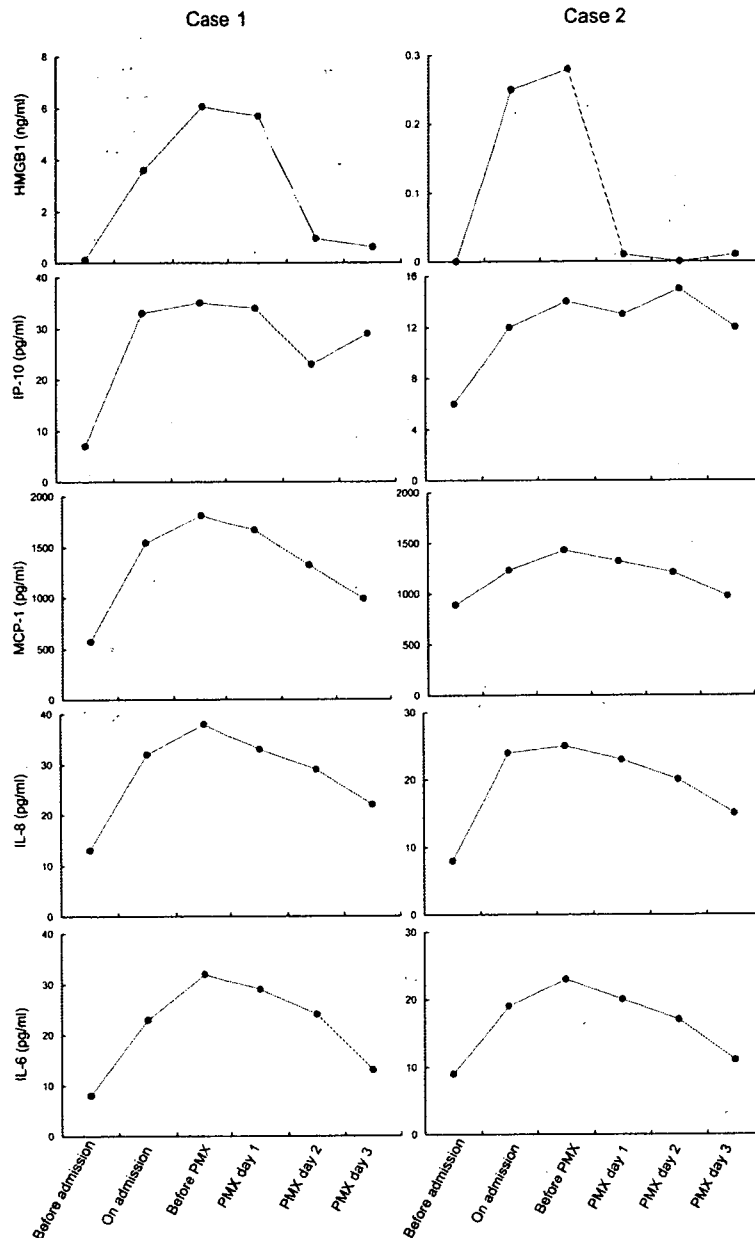 Case 1
Case 2
HMGB1 (ng/ml)
8
6
4
2
0
0.3
0.2
0.1
0
IP-10 (pg/ml)
40
30
20
10
0
16
12
8
4
0
MCP-1 (pg/ml)
2000
1500
1000
500
0
2000
1500
1000
500
0
IL-8 (pg/ml)
40
30
20
10
0
30
20
10
0
IL-6 (pg/ml)
40
30
20
10
0
30
20
10
0
Before admission
On admission
Before PMX
PMX day 1
PMX day 2
PMX day 3
Before admission
On admission
Before PMX
PMX day 1
PMX day 2
PMX day 3